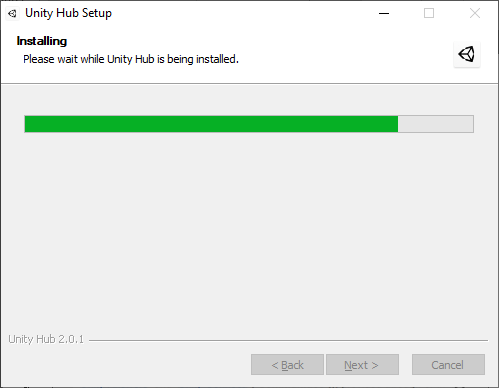 Unity Hub Setup
Installing
Please wait while Unity Hub is being installed.
Unity Hub 2.0.1
< Back
Next >
Cancel